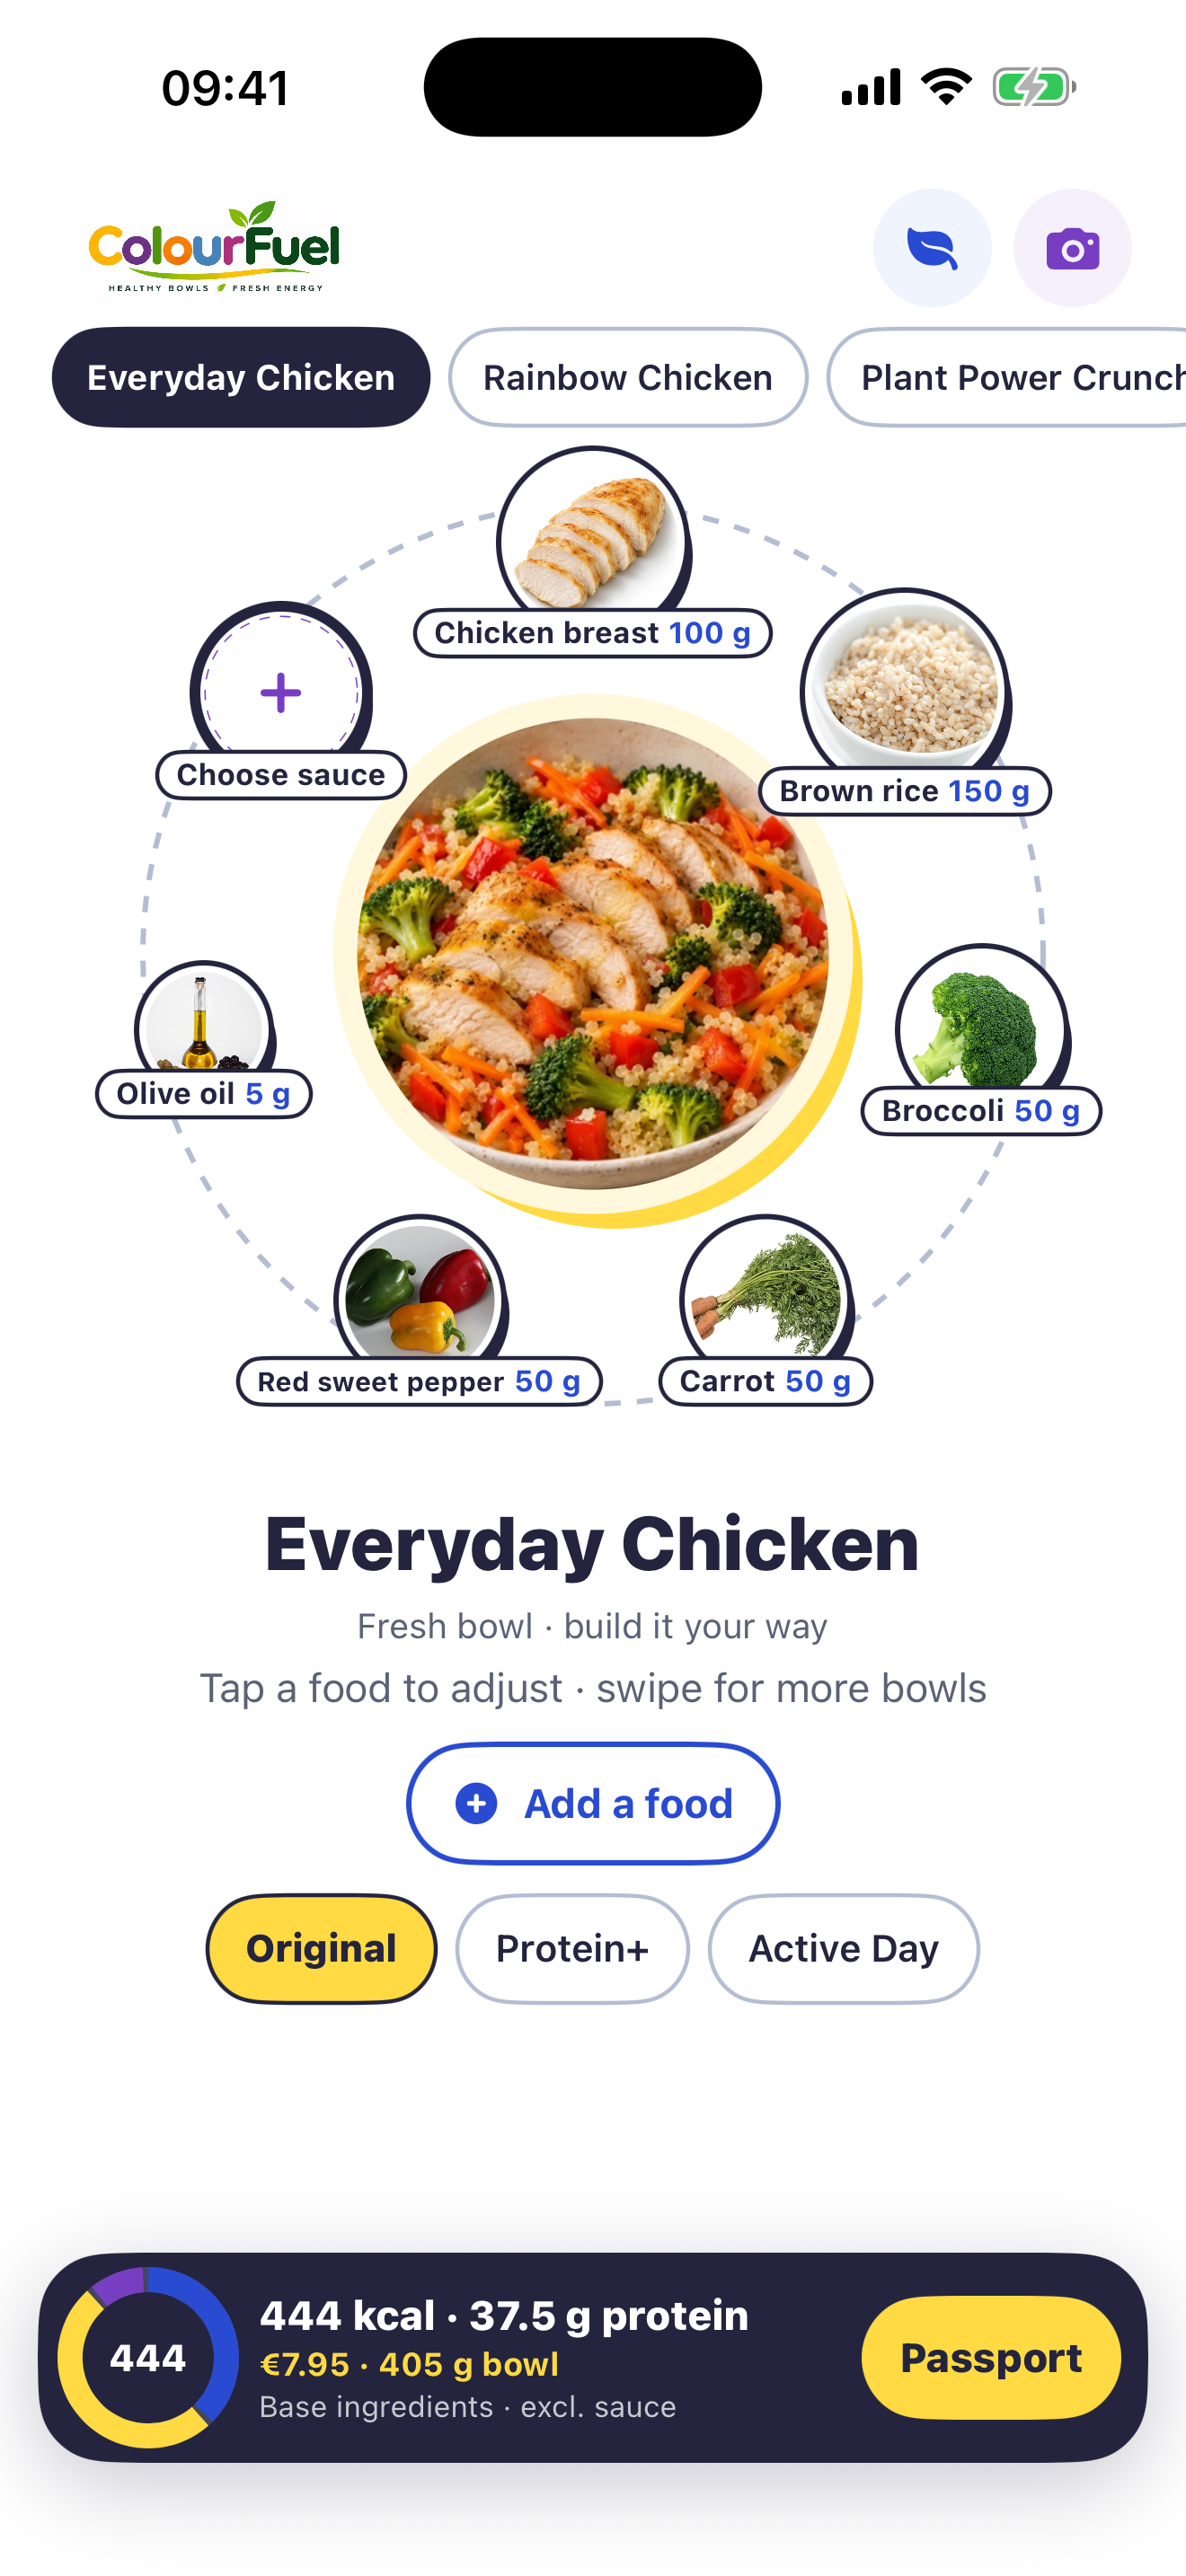 09:41
ColourFuel
HEALTHY BOWLS FRESH ENERGY
Everyday Chicken
Rainbow Chicken
Plant Power Crunch
Chicken breast 100 g
Choose sauce
Brown rice 150 g
Olive oil 5 g
Broccoli 50 g
Red sweet pepper 50 g
Carrot 50 g
Everyday Chicken
Fresh bowl · build it your way
Tap a food to adjust · swipe for more bowls
Add a food
Original
Protein+
Active Day
444
444 kcal · 37.5 g protein
€7.95 · 405 g bowl
Base ingredients · excl. sauce
Passport